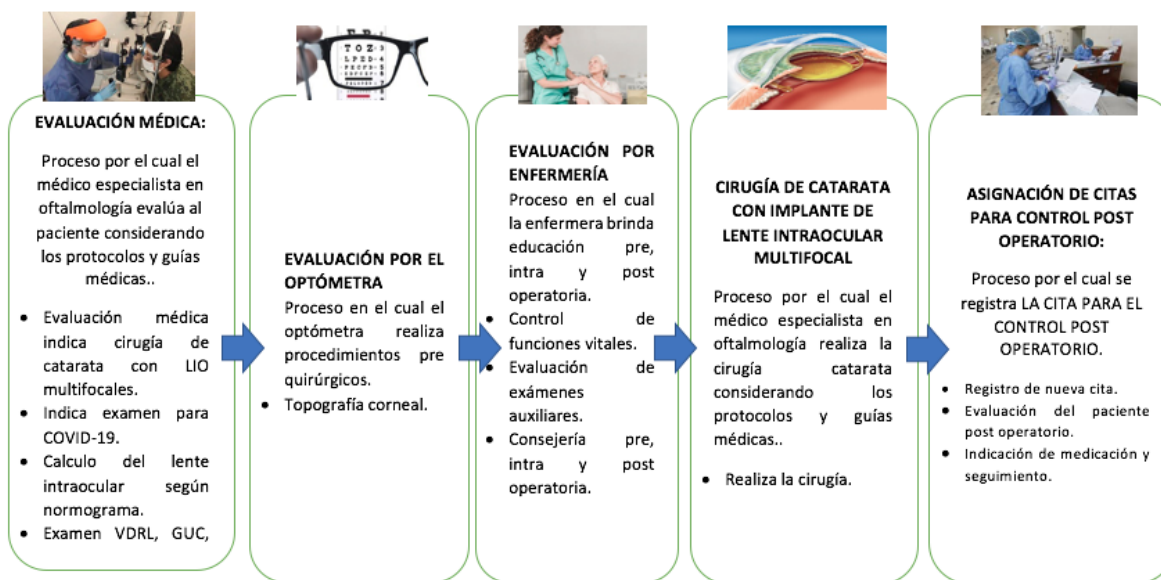 EVALUACIÓN MÉDICA:
Proceso por el cual el
médico especialista en
oftalmología evalúa al
paciente considerando
los protocolos y guías
médicas..
• Evaluación médica
indica cirugía de
catarata con LIO
multifocales.
• Indica examen para
COVID-19.
• Calculo del lente
intraocular según
normograma.
• Examen VDRL, GUC,
T O Z
L P E D
P E C F D
EVALUACIÓN POR EL
OPTÓMETRA
Proceso en el cual el
optómetra realiza
procedimientos pre
quirúrgicos.
• Topografía corneal.
EVALUACIÓN POR
ENFERMERÍA
Proceso en el cual
la enfermera brinda
educación pre,
intra y post
operatoria.
• Control de
funciones vitales.
• Evaluación de
exámenes
auxiliares.
• Consejería pre,
intra y post
operatoria.
CIRUGÍA DE CATARATA
CON IMPLANTE DE
LENTE INTRAOCULAR
MULTIFOCAL
Proceso por el cual el
médico especialista en
oftalmología realiza la
cirugía catarata
considerando los
protocolos y guías
médicas..
• Realiza la cirugía.
ASIGNACIÓN DE CITAS
PARA CONTROL POST
OPERATORIO:
Proceso por el cual se
registra LA CITA PARA EL
CONTROL POST
OPERATORIO.
• Registro de nueva cita.
• Evaluación del paciente
post operatorio.
• Indicación de medicación y
seguimiento.